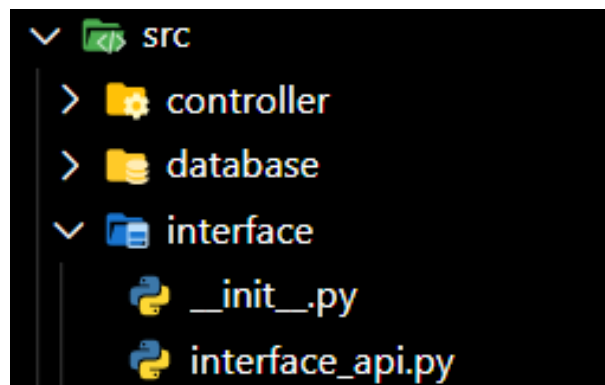 src
controller
database
interface
__init__.py
interface_api.py